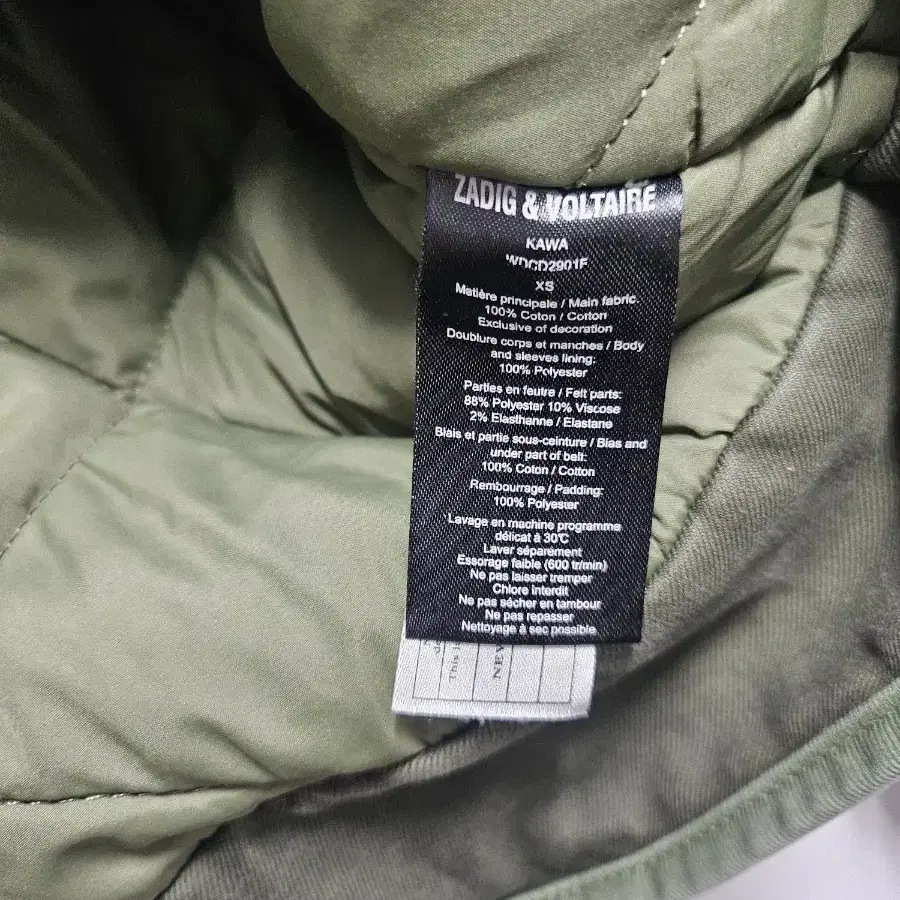 ZADIG & VOLTAIRE
KAWA
WDCD2901F
XS
Matière principale / Main fabric
100% Coton / Cotton
Exclusive of decoration
Doublure corps et manches / Body
and sleeves lining:
100% Polyester
Parties en feutre / Felt parts:
88% Polyester 10% Viscose
2% Elasthanne / Elastane
Biais et partie sous-ceinture / Bias and
under part of belt:
100% Coton / Cotton
Rembourrage / Padding:
100% Polyester
Lavage en machine programme
délicat à 30°C
Laver séparement
Essorage faible (600 tr/min)
Ne pas laisser tremper
Chlore interdit
Ne pas sécher en tambour
Ne pas repasser
Nettoyage à sec possible
This
NEW